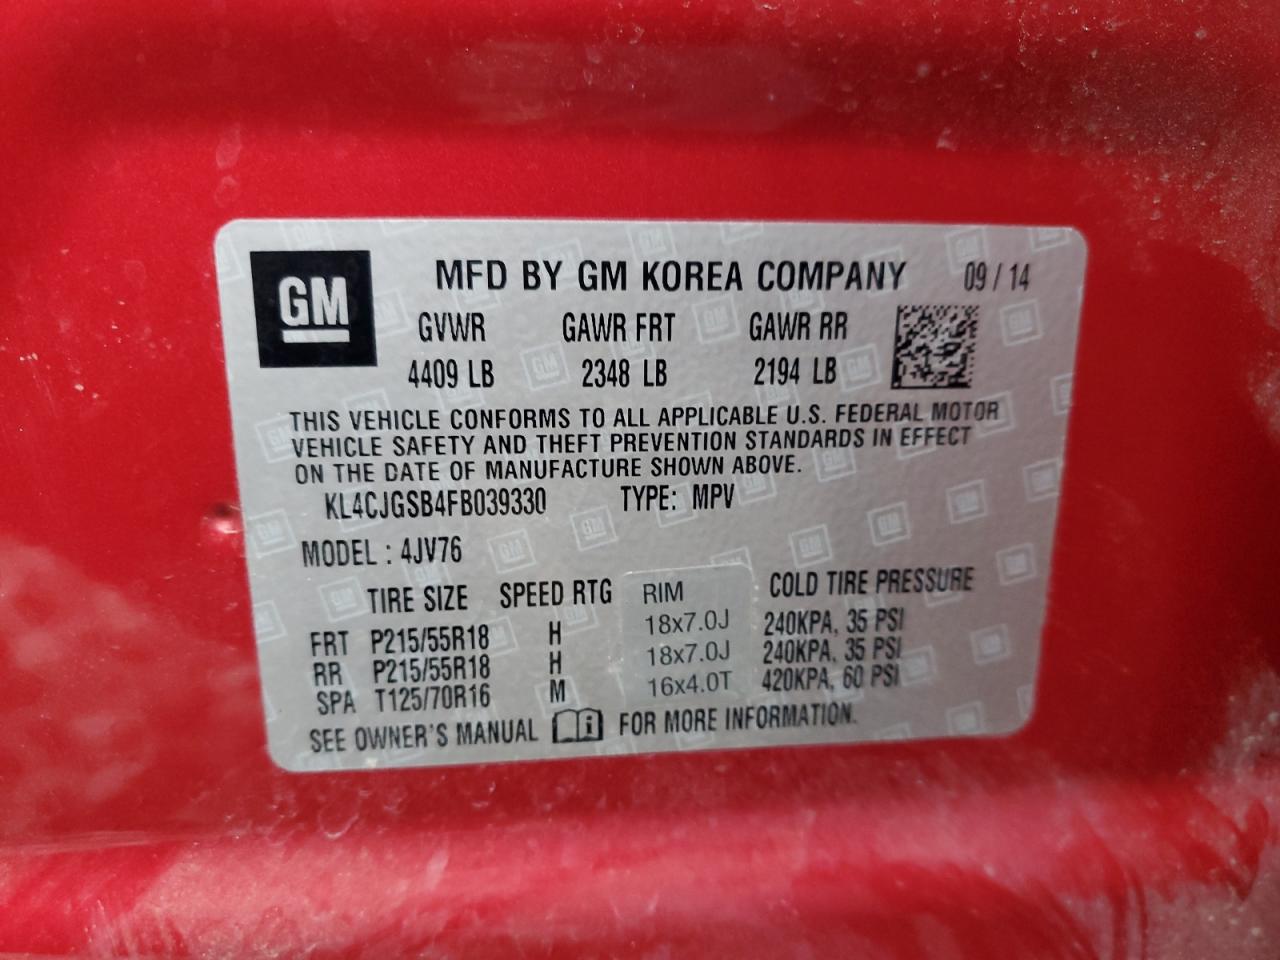 GM MFD BY GM KOREA COMPANY 09 / 14
GVWR GAWR FRT GAWR RR
4409 LB 2348 LB 2194 LB
THIS VEHICLE CONFORMS TO ALL APPLICABLE U.S. FEDERAL MOTOR
VEHICLE SAFETY AND THEFT PREVENTION STANDARDS IN EFFECT
ON THE DATE OF MANUFACTURE SHOWN ABOVE.
KL4CJGSB4FB039330 TYPE: MPV
MODEL : 4JV76
TIRE SIZE SPEED RTG RIM COLD TIRE PRESSURE
FRT P215/55R18 H 18x7.0J 240KPA, 35 PSI
RR P215/55R18 H 18x7.0J 240KPA, 35 PSI
SPA T125/70R16 M 16x4.0T 420KPA, 60 PSI
SEE OWNER'S MANUAL i FOR MORE INFORMATION.